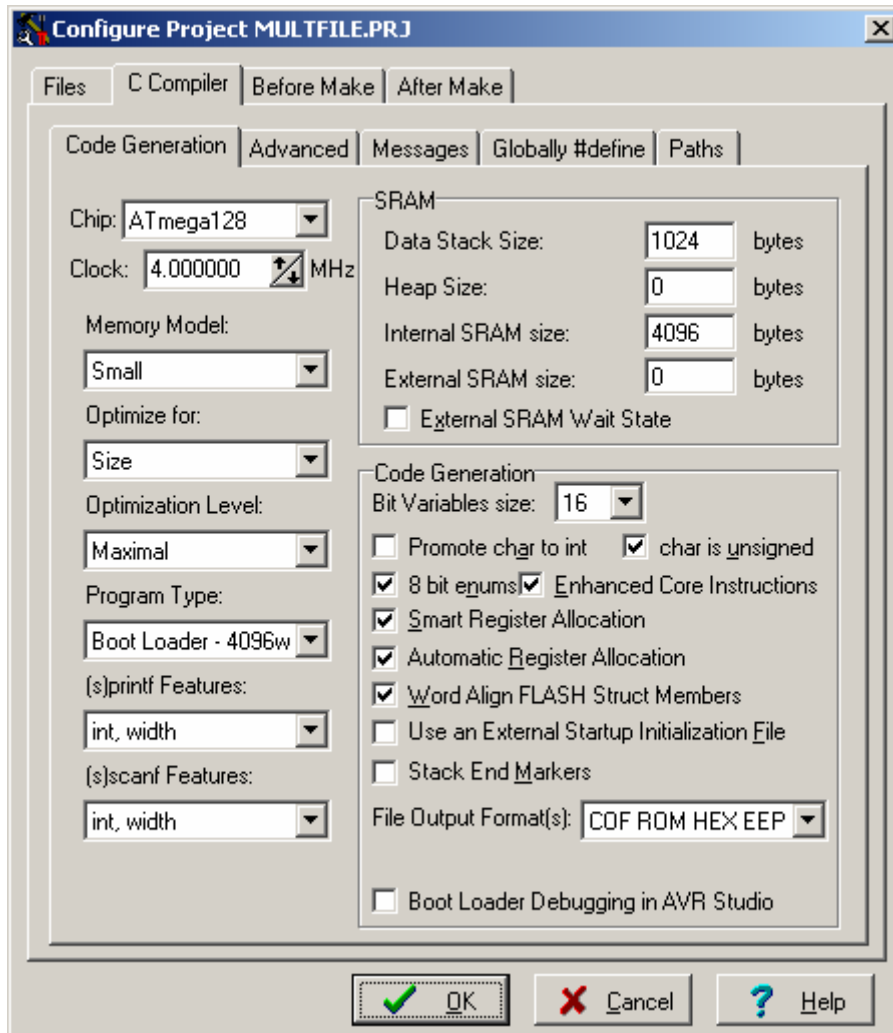 Configure Project MULTFILE.PRJ
Files C Compiler Before Make After Make
Code Generation Advanced Messages Globally #define Paths
Chip: ATmega128
Clock: 4.000000 MHz
Memory Model:
Small
Optimize for:
Size
Optimization Level:
Maximal
Program Type:
Boot Loader - 4096w
(s)printf Features:
int, width
(s)scanf Features:
int, width
SRAM
Data Stack Size: 1024 bytes
Heap Size: 0 bytes
Internal SRAM size: 4096 bytes
External SRAM size: 0 bytes
External SRAM Wait State
Code Generation
Bit Variables size: 16
Promote char to int char is unsigned
8 bit enums Enhanced Core Instructions
Smart Register Allocation
Automatic Register Allocation
Word Align FLASH Struct Members
Use an External Startup Initialization File
Stack End Markers
File Output Format(s): COF ROM HEX EEP
Boot Loader Debugging in AVR Studio
OK Cancel Help